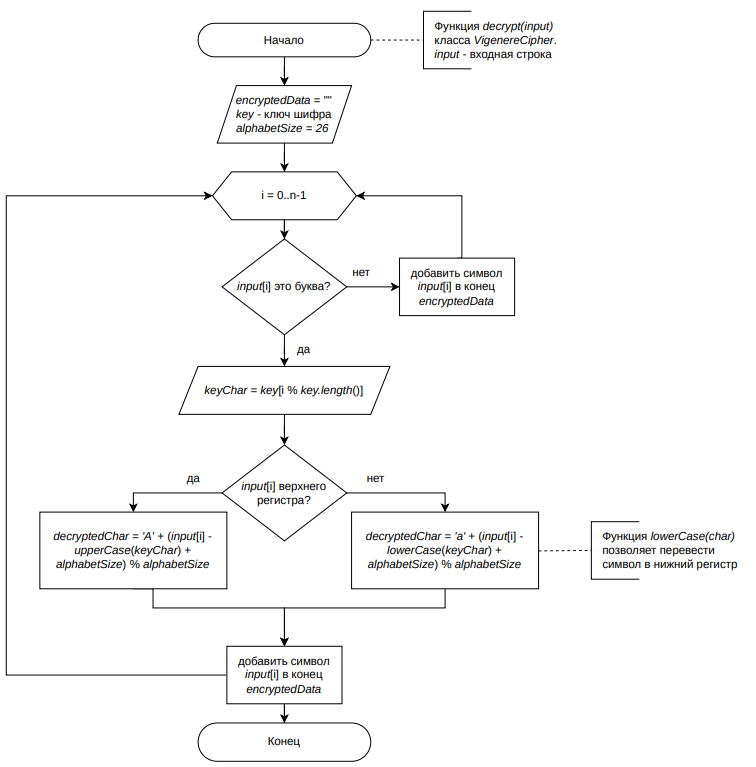 Начало
Функция decrypt(input)
класса VigenereCipher.
input - входная строка
encryptedData = ""
key - ключ шифра
alphabetSize = 26
i = 0..n-1
input[i] это буква?
нет
добавить символ
input[i] в конец
encryptedData
да
keyChar = key[i % key.length()]
input[i] верхнего
регистра?
да
нет
decryptedChar = 'A' + (input[i] -
upperCase(keyChar) +
alphabetSize) % alphabetSize
decryptedChar = 'a' + (input[i] -
lowerCase(keyChar) +
alphabetSize) % alphabetSize
Функция lowerCase(char)
позволяет перевести
символ в нижний регистр
добавить символ
input[i] в конец
encryptedData
Конец